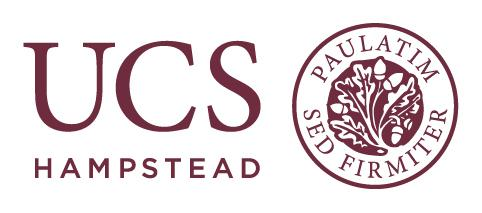 UCS
HAMPSTEAD
PAULATIM
SED FIRMITER